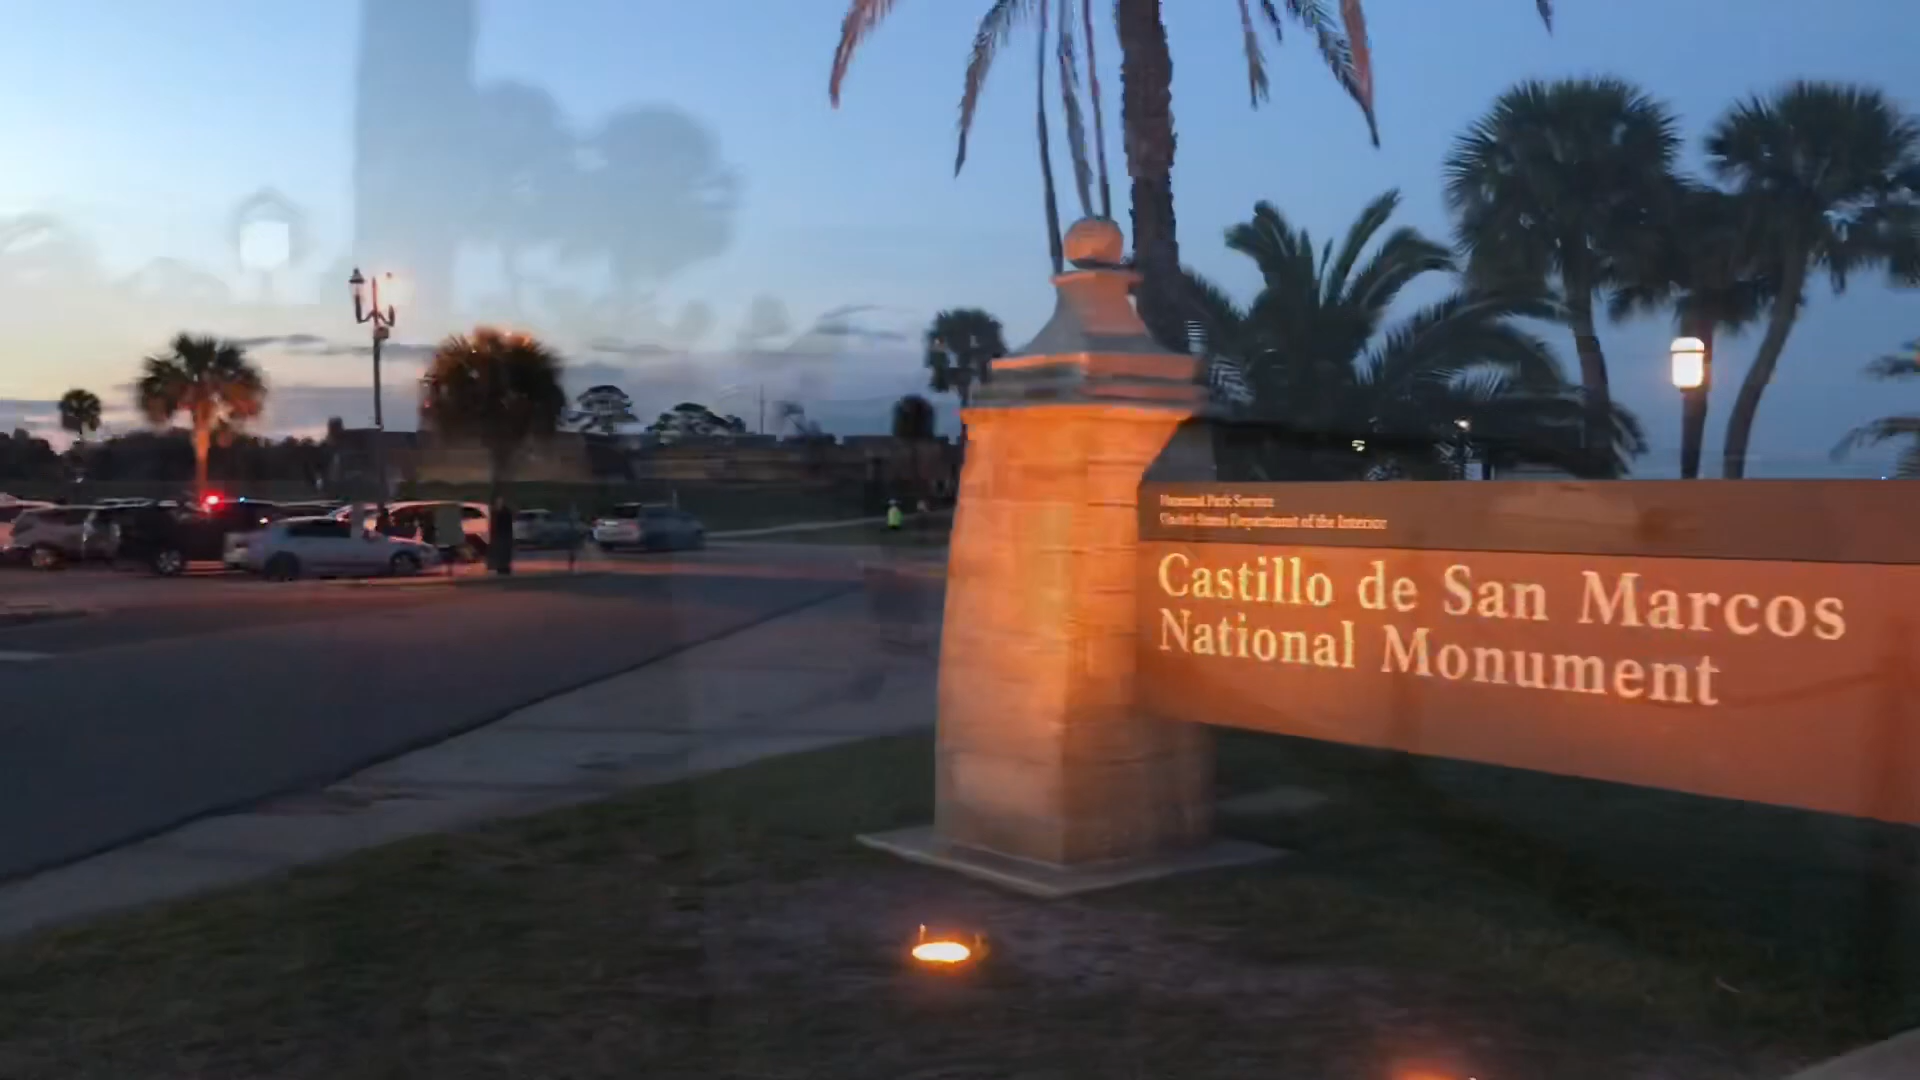 National Park Service
United States Department of the Interior
Castillo de San Marcos
National Monument